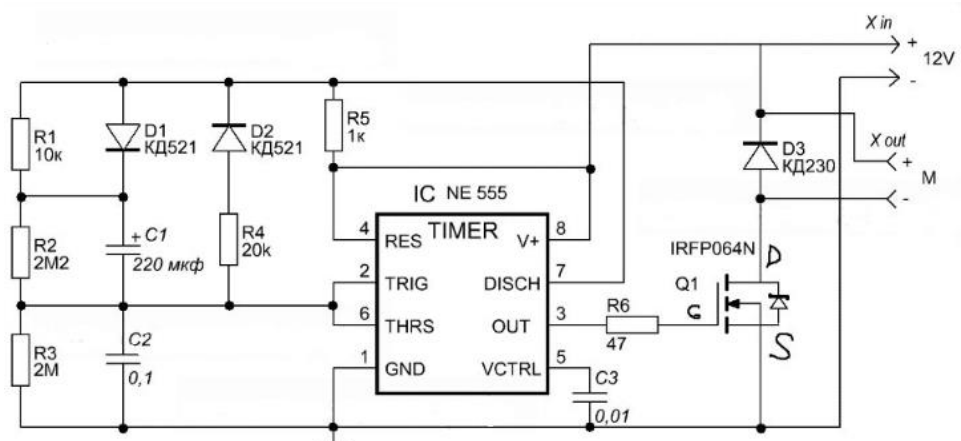 X in
+
12V
-
R1
10к
D1
КД521
D2
КД521
R5
1к
D3
КД230
X out
+
M
-
IC NE 555
TIMER
4
RES
V+
8
2
TRIG
DISCH
7
6
THRS
OUT
3
1
GND
VCTRL
5
R2
2M2
+
C1
220 мкф
R4
20k
R3
2M
C2
0,1
R6
47
C3
0,01
IRFP064N
Q1
D
G
S